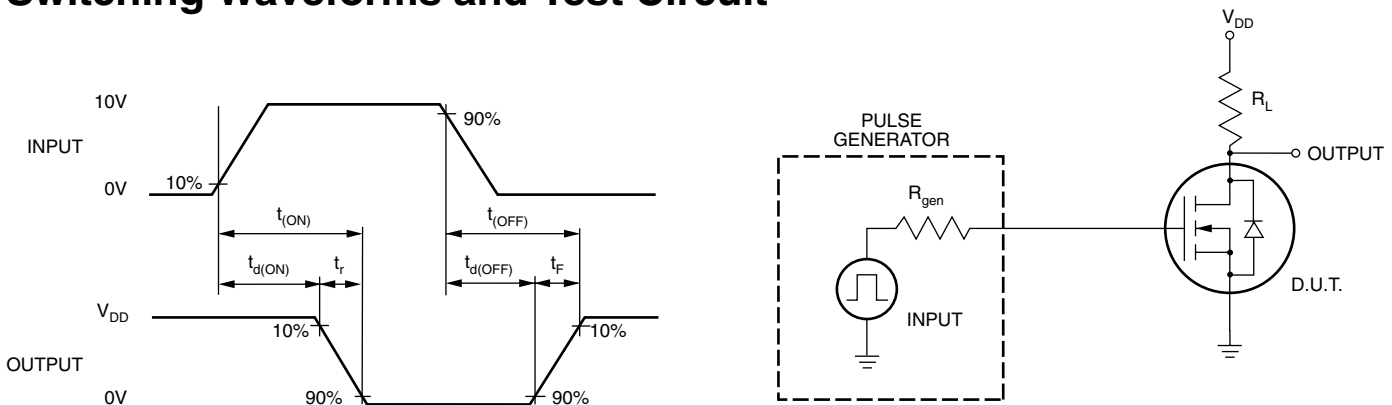 Switching Waveforms and Test Circuit
10V
INPUT
0V
10%
90%
t(ON)
t(OFF)
td(ON)
tr
td(OFF)
tF
VDD
OUTPUT
0V
10%
90%
10%
90%
PULSE
GENERATOR
Rgen
INPUT
VDD
RL
OUTPUT
D.U.T.